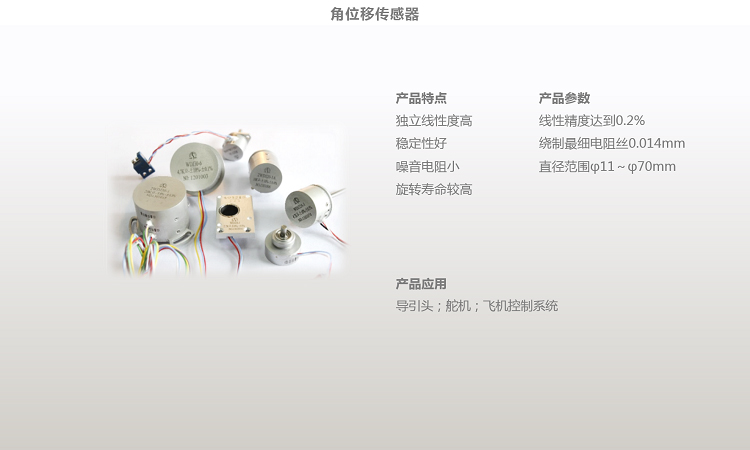 角位移传感器
产品特点
独立线性度高
稳定性好
噪音电阻小
旋转寿命较高
产品参数
线性精度达到0.2%
绕制最细电阻丝0.014mm
直径范围φ11～φ70mm
产品应用
导引头；舵机；飞机控制系统